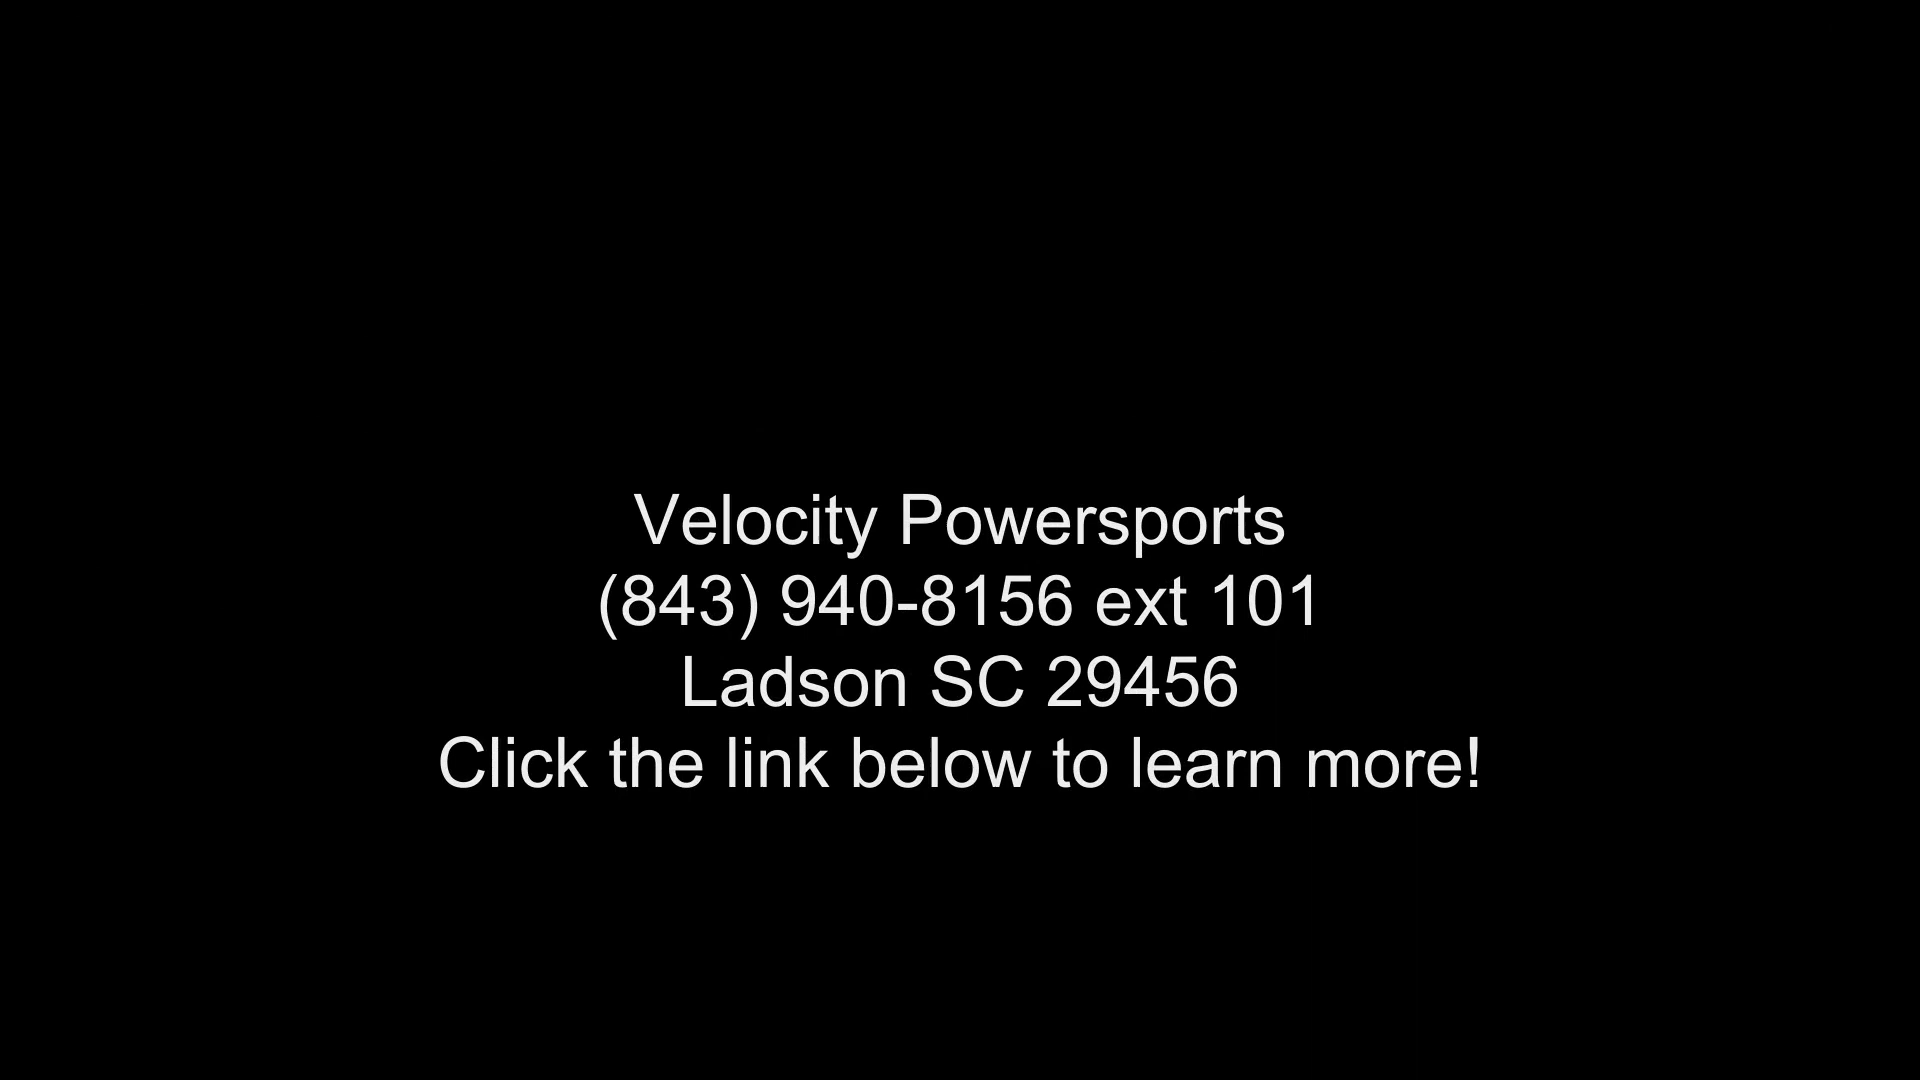 Velocity Powersports
(843) 940-8156 ext 101
Ladson SC 29456
Click the link below to learn more!